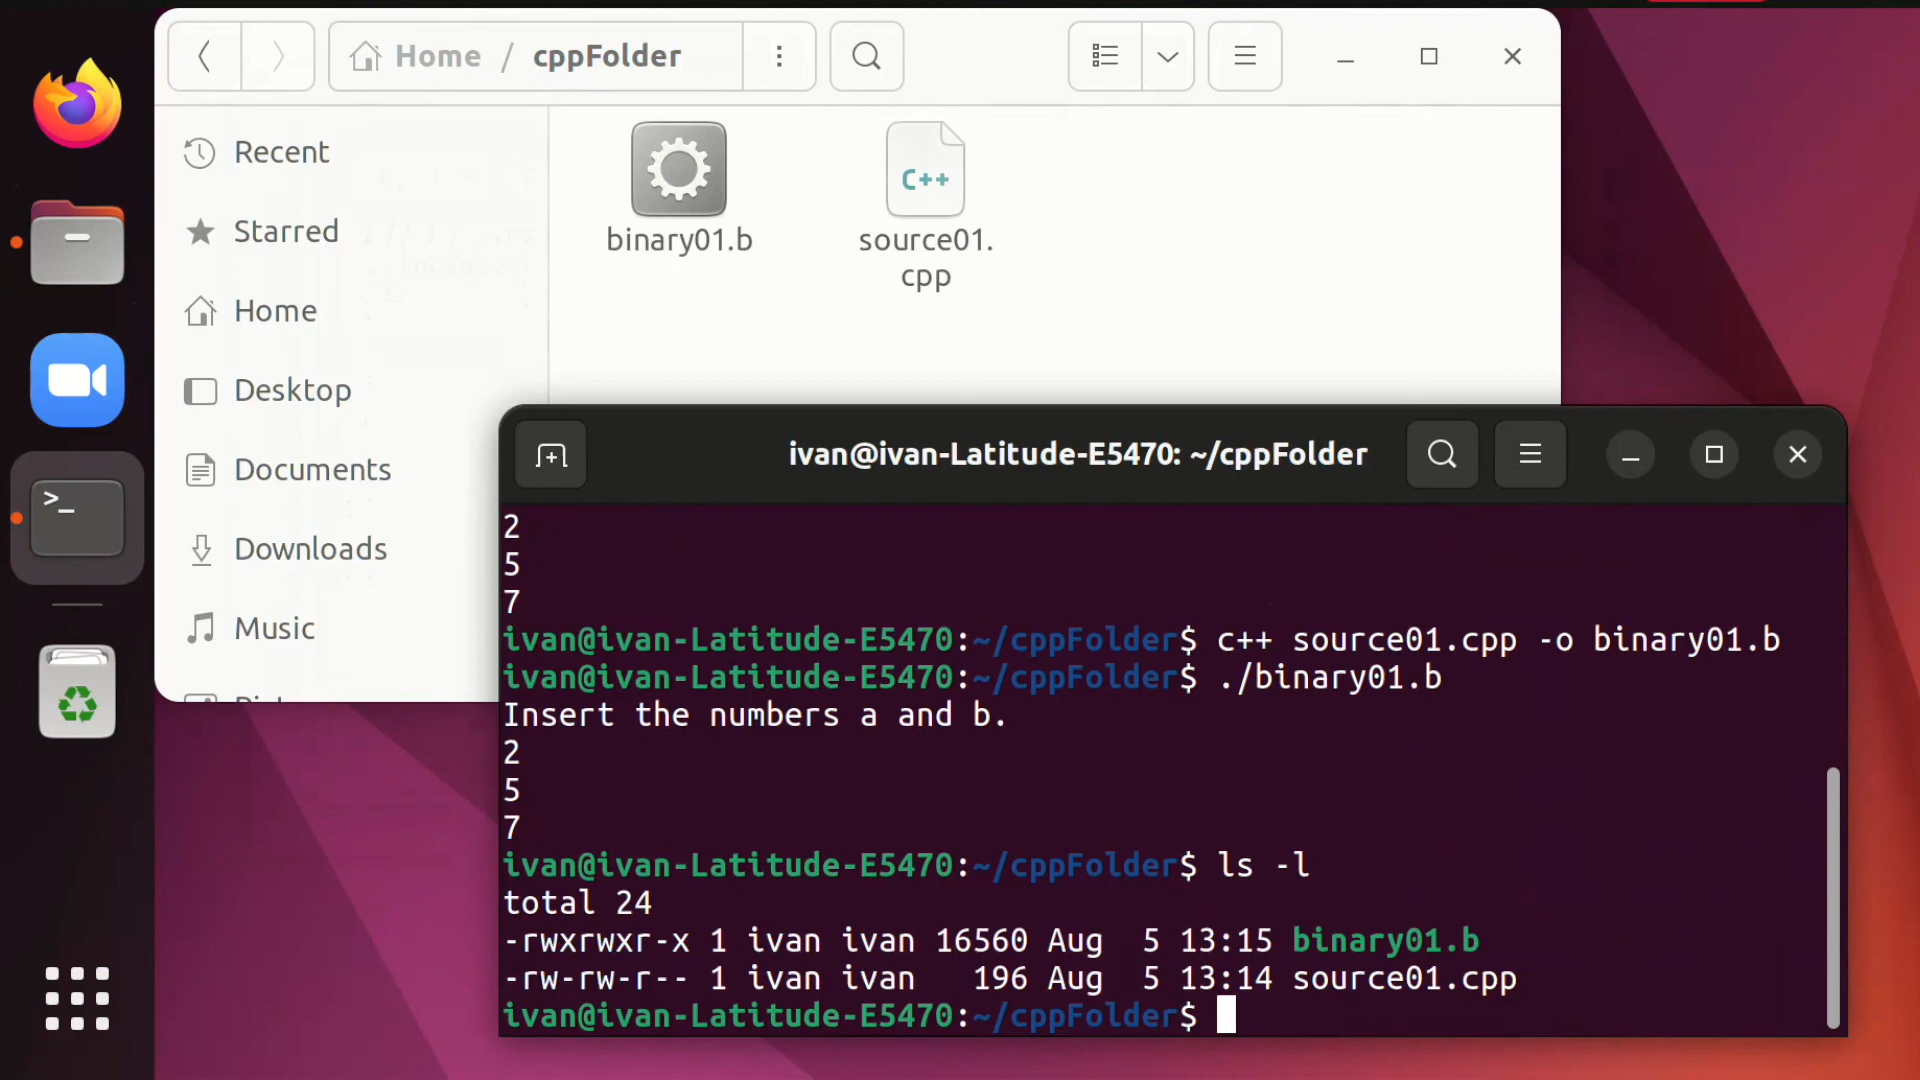 Home / cppFolder
Recent
Starred
Home
Desktop
Documents
Downloads
Music
binary01.b
C++
source01.
cpp
ivan@ivan-Latitude-E5470: ~/cppFolder
2
5
7
ivan@ivan-Latitude-E5470:~/cppFolder$ c++ source01.cpp -o binary01.b
ivan@ivan-Latitude-E5470:~/cppFolder$ ./binary01.b
Insert the numbers a and b.
2
5
7
ivan@ivan-Latitude-E5470:~/cppFolder$ ls -l
total 24
-rwxrwxr-x 1 ivan ivan 16560 Aug  5 13:15 binary01.b
-rw-rw-r-- 1 ivan ivan   196 Aug  5 13:14 source01.cpp
ivan@ivan-Latitude-E5470:~/cppFolder$